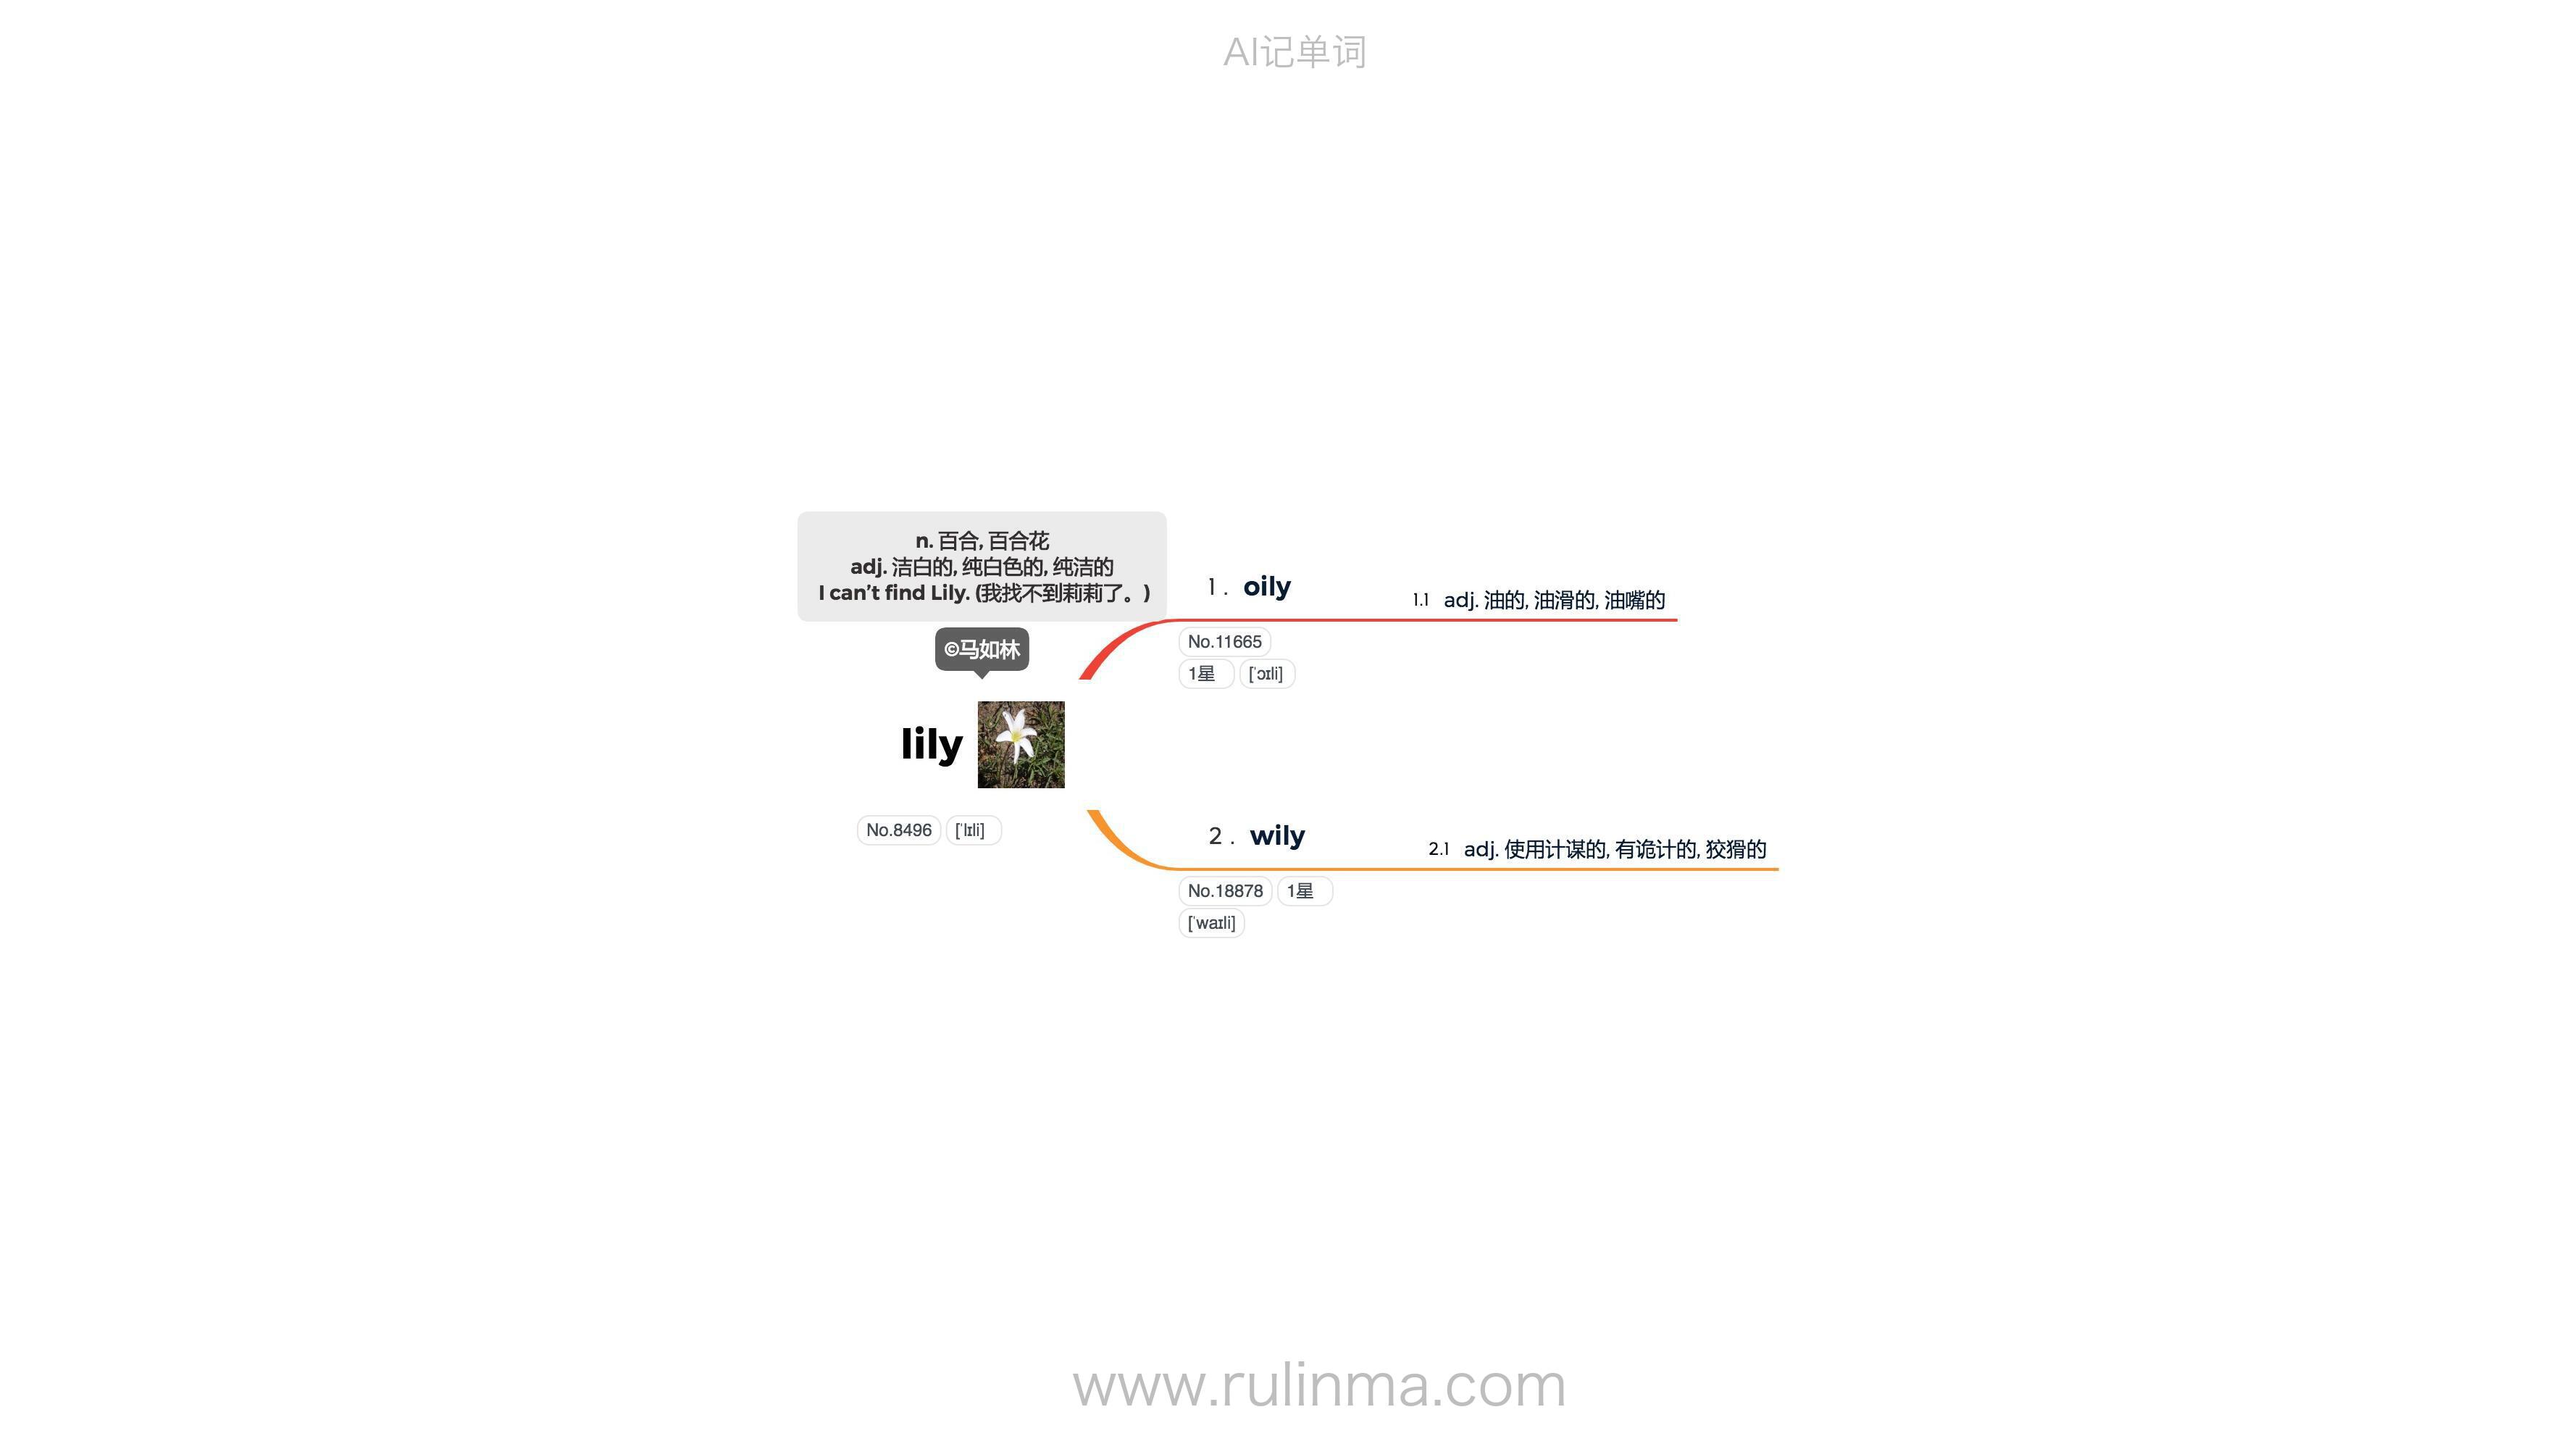 AI记单词
n. 百合, 百合花
adj. 洁白的, 纯白色的, 纯洁的
I can’t find Lily. (我找不到莉莉了。)
©马如林
lily
No.8496 [ˈlɪli]
1. oily
1.1 adj. 油的, 油滑的, 油嘴的
No.11665
1星 [ˈɔɪli]
2. wily
2.1 adj. 使用计谋的, 有诡计的, 狡猾的
No.18878 1星
[ˈwaɪli]
www.rulinma.com